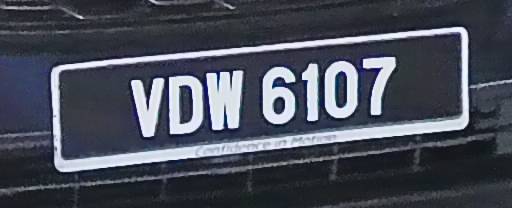 VDW 6107
Confidence in Motion